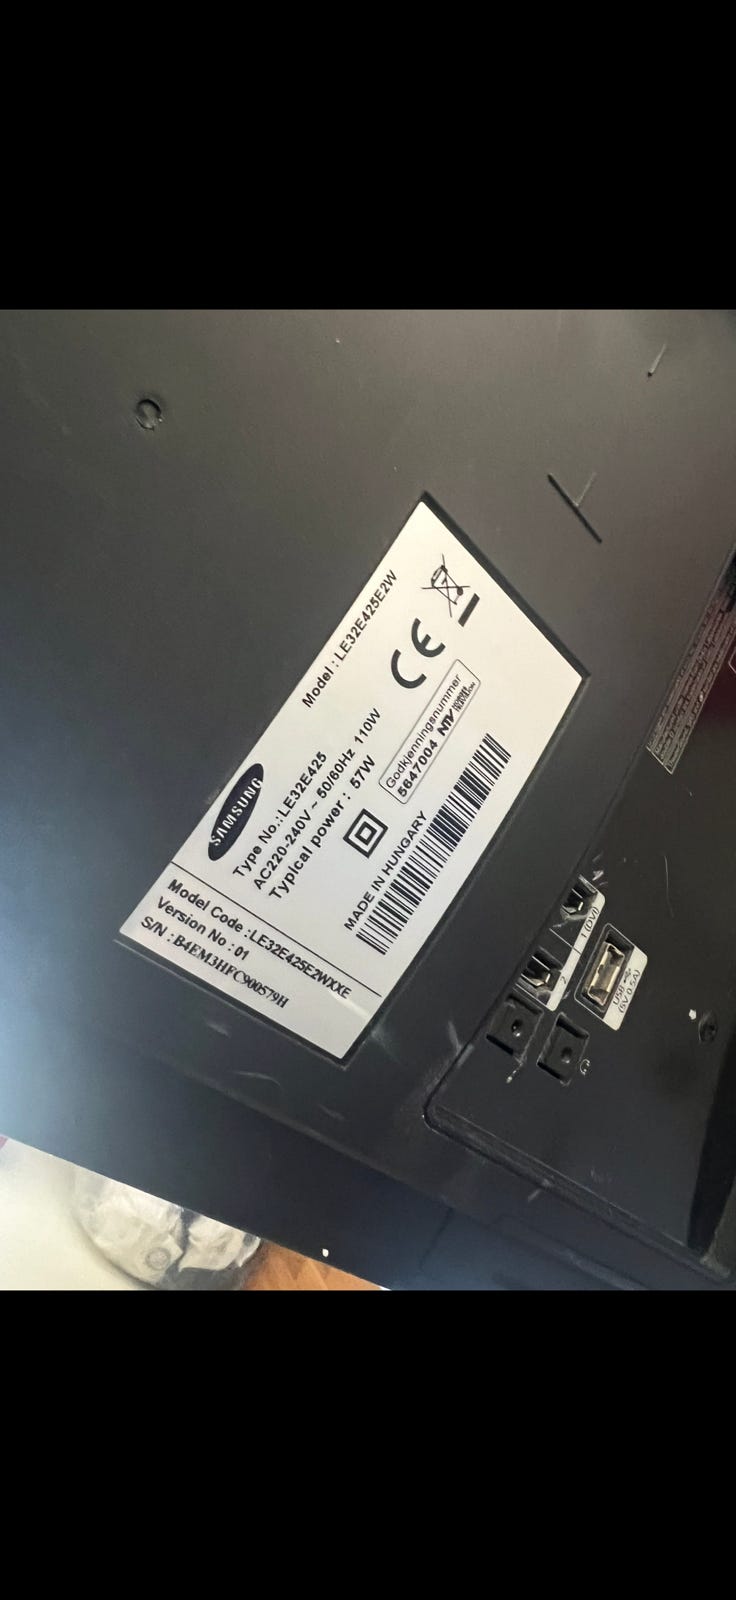 SAMSUNG
Model : LE32E425E2W
Type No.:LE32E425
AC220-240V ~ 50/60Hz 110W
Typical power : 57W
Godkjenningsnummer
5647004 NTV
MADE IN HUNGARY
Model Code : LE32E425E2WXXE
Version No : 01
S/N : B4EM3HFC900579H
1 (DVI)
2
USB
(5V 0.5A)